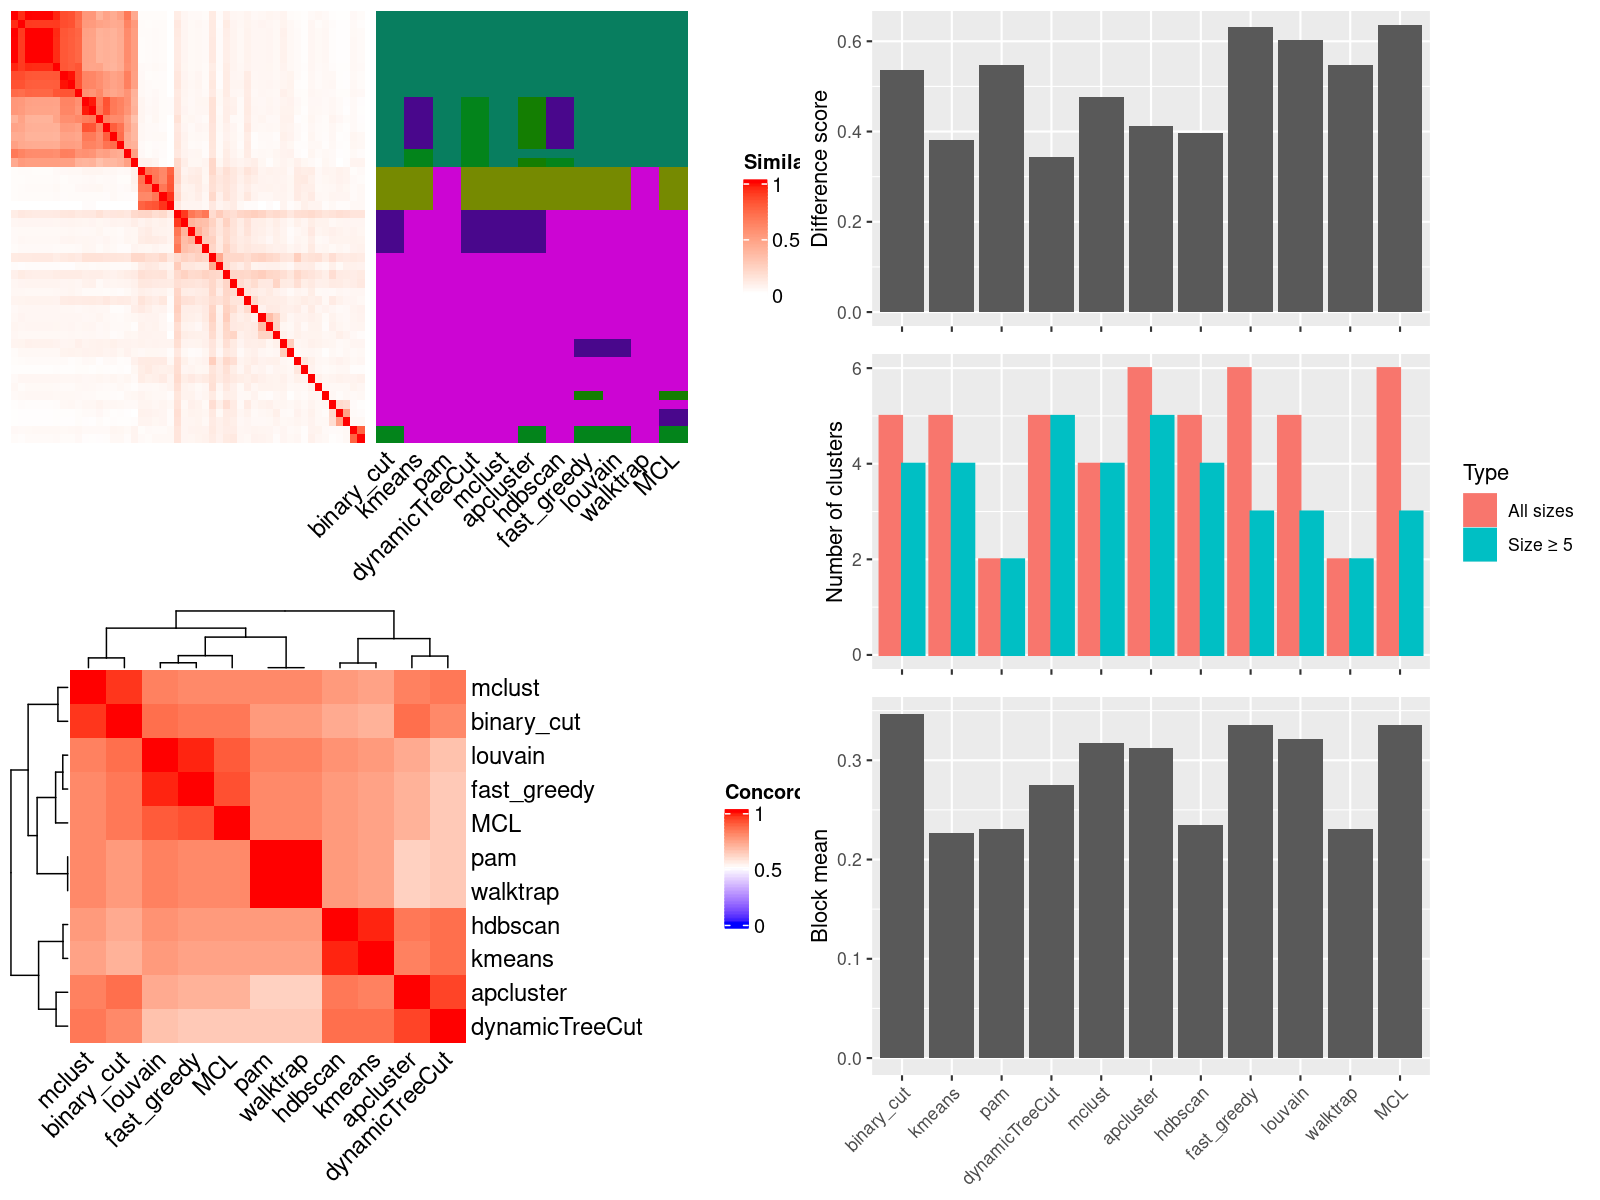 Simila
1
0.5
0
binary_cut
kmeans
pam
dynamicTreeCut
mclust
apcluster
hdbscan
fast_greedy
louvain
walktrap
MCL
mclust
binary_cut
louvain
fast_greedy
MCL
pam
walktrap
hdbscan
kmeans
apcluster
dynamicTreeCut
Concord
1
0.5
0
mclust
binary_cut
louvain
fast_greedy
MCL
pam
walktrap
hdbscan
kmeans
apcluster
dynamicTreeCut
Difference score
0.6
0.4
0.2
0.0
Number of clusters
6
4
2
0
Type
All sizes
Size ≥ 5
Block mean
0.3
0.2
0.1
0.0
binary_cut
kmeans
pam
dynamicTreeCut
mclust
apcluster
hdbscan
fast_greedy
louvain
walktrap
MCL